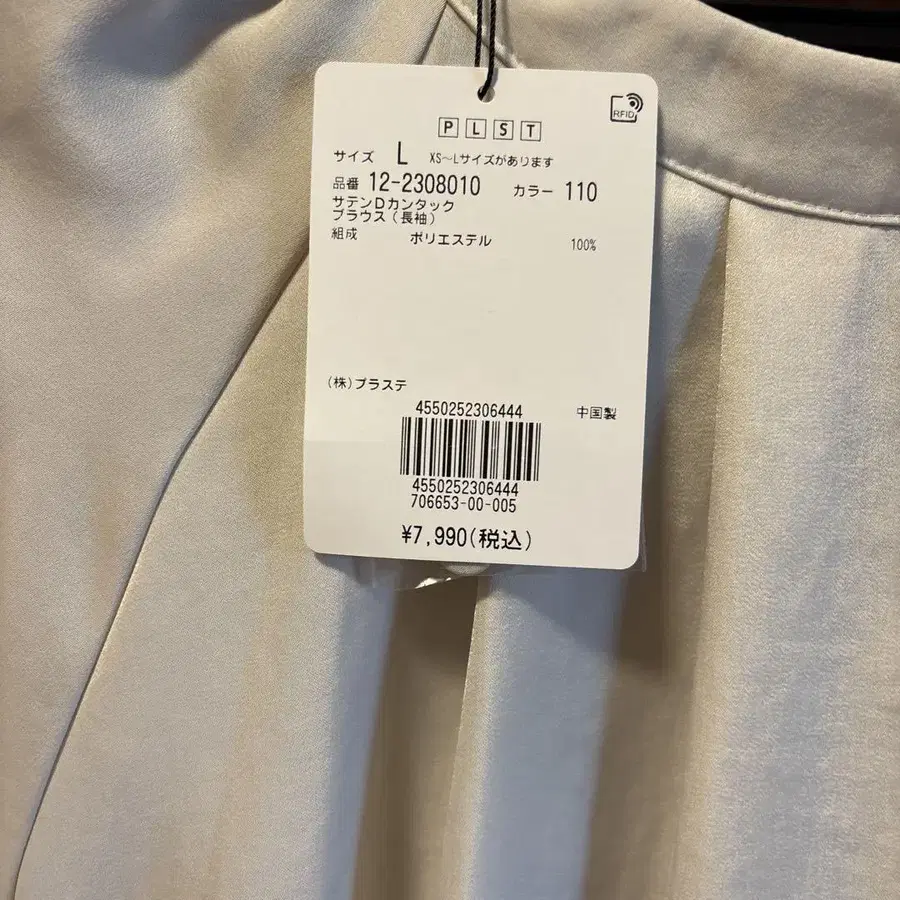 RFID
PLST
サイズ L XS～Lサイズがあります
品番 12-2308010 カラー 110
サテンDカンタック
ブラウス(長袖)
組成 ポリエステル 100%
(株)プラステ
4550252306444 中国製
4550252306444
706653-00-005
¥7,990(税込)